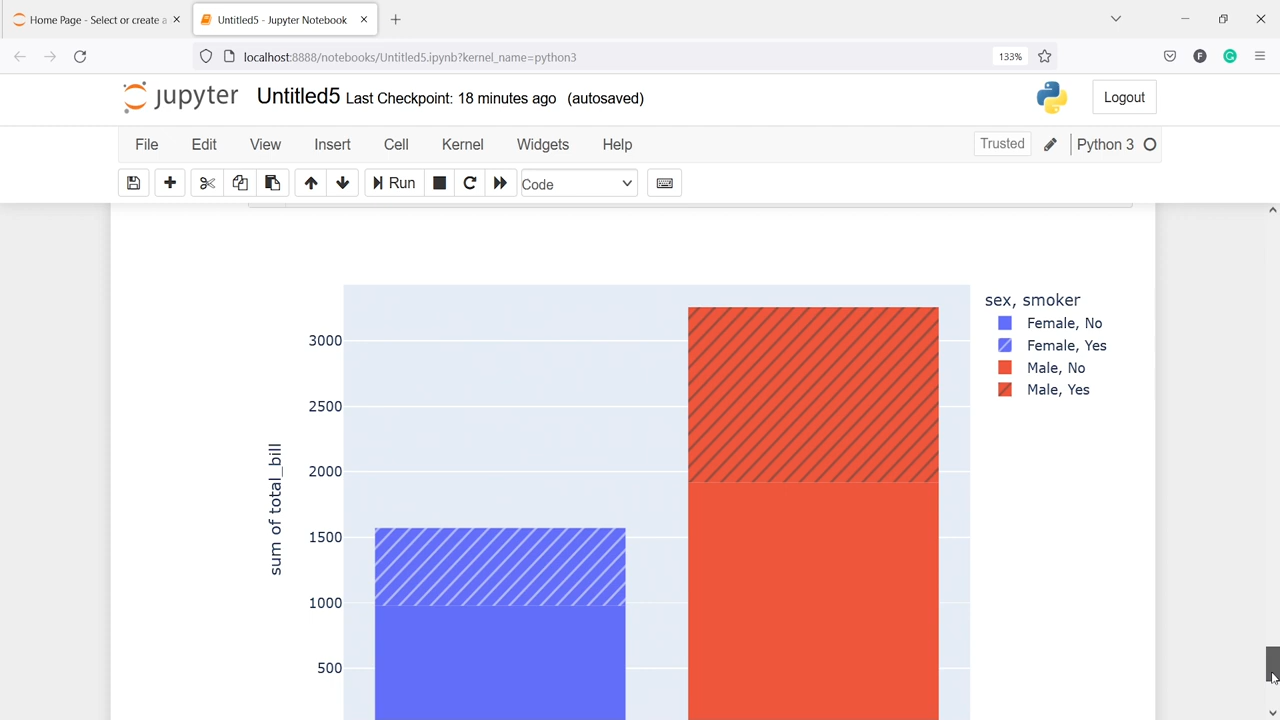 Home Page - Select or create a
Untitled5 - Jupyter Notebook
localhost:8888/notebooks/Untitled5.ipynb?kernel_name=python3
133%
F
G
jupyter
Untitled5 Last Checkpoint: 18 minutes ago (autosaved)
Logout
File Edit View Insert Cell Kernel Widgets Help
Trusted
Python 3
Run
Code
sex, smoker
Female, No
Female, Yes
Male, No
Male, Yes
3000
2500
2000
1500
1000
500
sum of total_bill